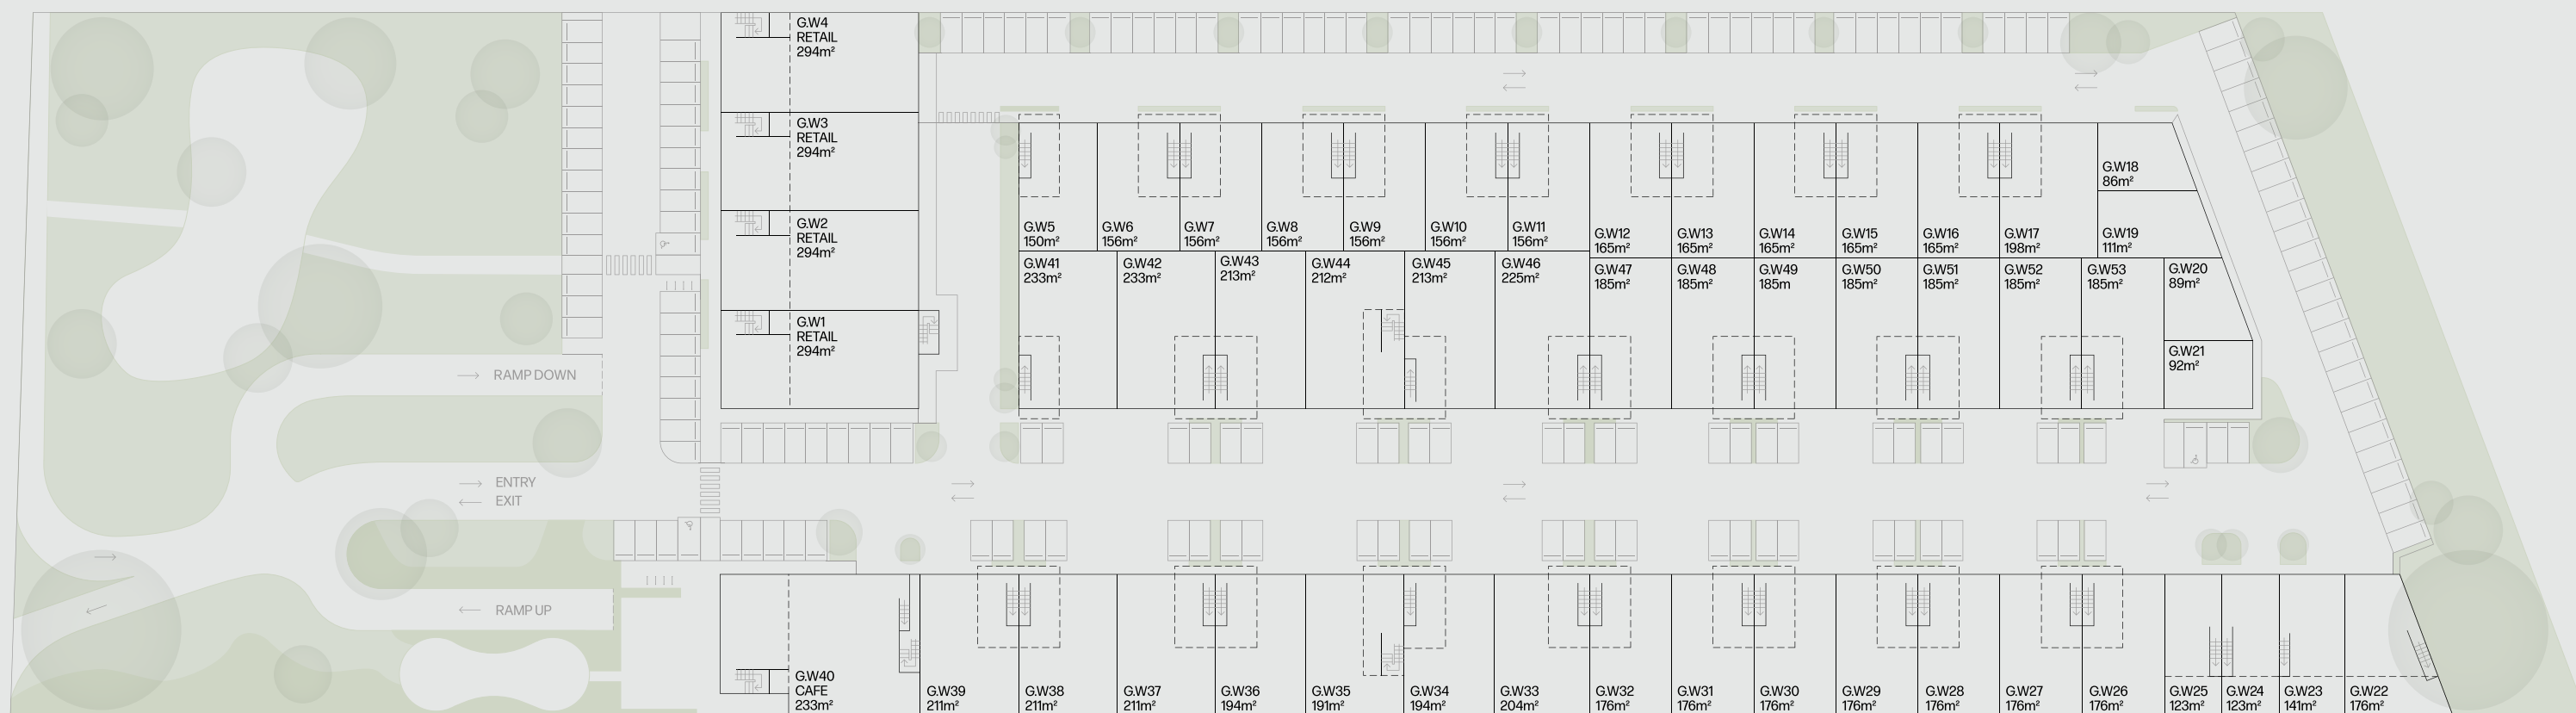 G.W4
RETAIL
294m²
G.W3
RETAIL
294m²
G.W2
RETAIL
294m²
G.W1
RETAIL
294m²
G.W5
150m²
G.W6
156m²
G.W7
156m²
G.W8
156m²
G.W9
156m²
G.W10
156m²
G.W11
156m²
G.W12
165m²
G.W13
165m²
G.W14
165m²
G.W15
165m²
G.W16
165m²
G.W17
198m²
G.W18
86m²
G.W19
111m²
G.W41
233m²
G.W42
233m²
G.W43
213m²
G.W44
212m²
G.W45
213m²
G.W46
225m²
G.W47
185m²
G.W48
185m²
G.W49
185m
G.W50
185m²
G.W51
185m²
G.W52
185m²
G.W53
185m²
G.W20
89m²
G.W21
92m²
RAMP DOWN
ENTRY
EXIT
RAMP UP
G.W40
CAFE
233m²
G.W39
211m²
G.W38
211m²
G.W37
211m²
G.W36
194m²
G.W35
191m²
G.W34
194m²
G.W33
204m²
G.W32
176m²
G.W31
176m²
G.W30
176m²
G.W29
176m²
G.W28
176m²
G.W27
176m²
G.W26
176m²
G.W25
123m²
G.W24
123m²
G.W23
141m²
G.W22
176m²